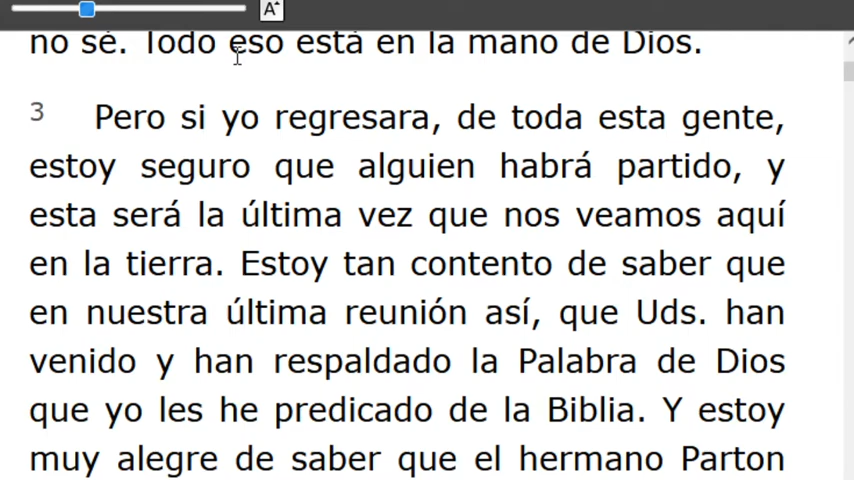 A
no sé. Todo eso está en la mano de Dios.
3 Pero si yo regresara, de toda esta gente,
estoy seguro que alguien habrá partido, y
esta será la última vez que nos veamos aquí
en la tierra. Estoy tan contento de saber que
en nuestra última reunión así, que Uds. han
venido y han respaldado la Palabra de Dios
que yo les he predicado de la Biblia. Y estoy
muy alegre de saber que el hermano Parton